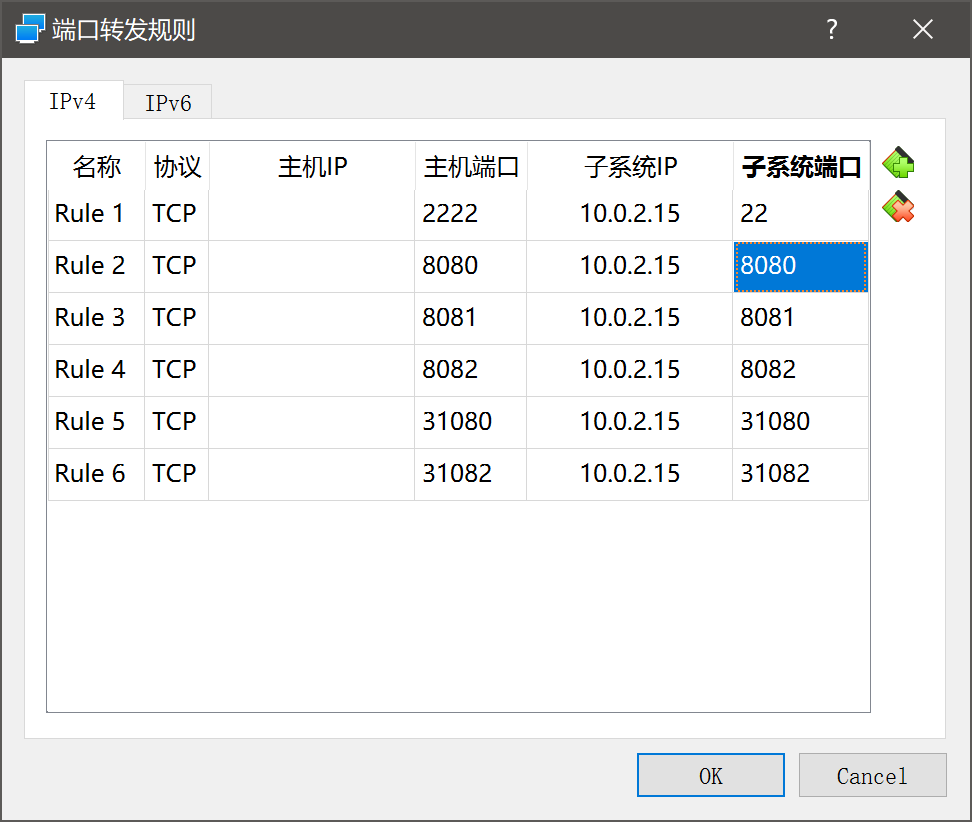 端口转发规则 ?
IPv4 IPv6
名称 协议 主机IP 主机端口 子系统IP 子系统端口
Rule 1 TCP 2222 10.0.2.15 22
Rule 2 TCP 8080 10.0.2.15 8080
Rule 3 TCP 8081 10.0.2.15 8081
Rule 4 TCP 8082 10.0.2.15 8082
Rule 5 TCP 31080 10.0.2.15 31080
Rule 6 TCP 31082 10.0.2.15 31082
OK Cancel